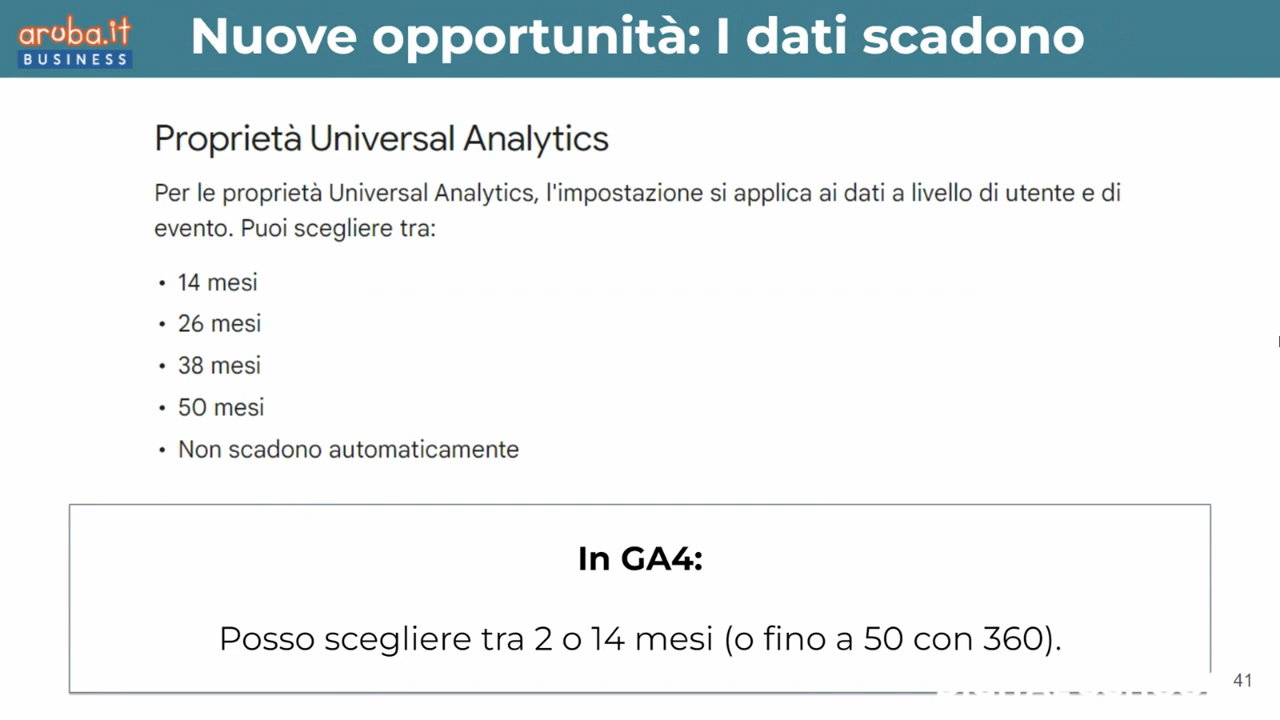 aruba.it
BUSINESS
Nuove opportunità: I dati scadono
Proprietà Universal Analytics
Per le proprietà Universal Analytics, l'impostazione si applica ai dati a livello di utente e di
evento. Puoi scegliere tra:
• 14 mesi
• 26 mesi
• 38 mesi
• 50 mesi
• Non scadono automaticamente
In GA4:
Posso scegliere tra 2 o 14 mesi (o fino a 50 con 360).
41